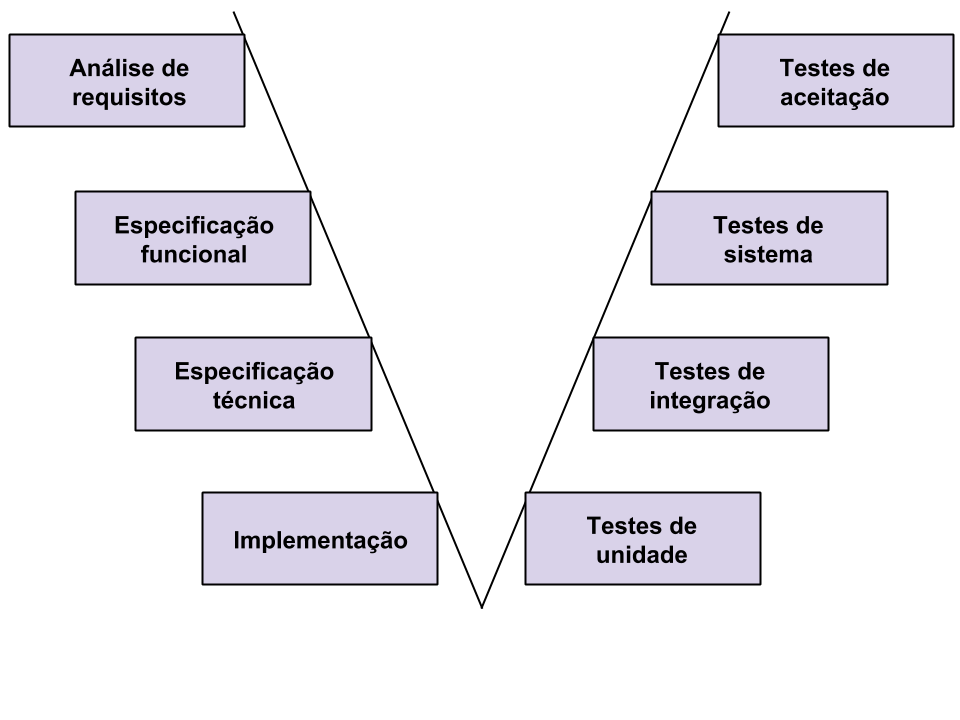 Análise de
requisitos
Testes de
aceitação
Especificação
funcional
Testes de
sistema
Especificação
técnica
Testes de
integração
Implementação
Testes de
unidade